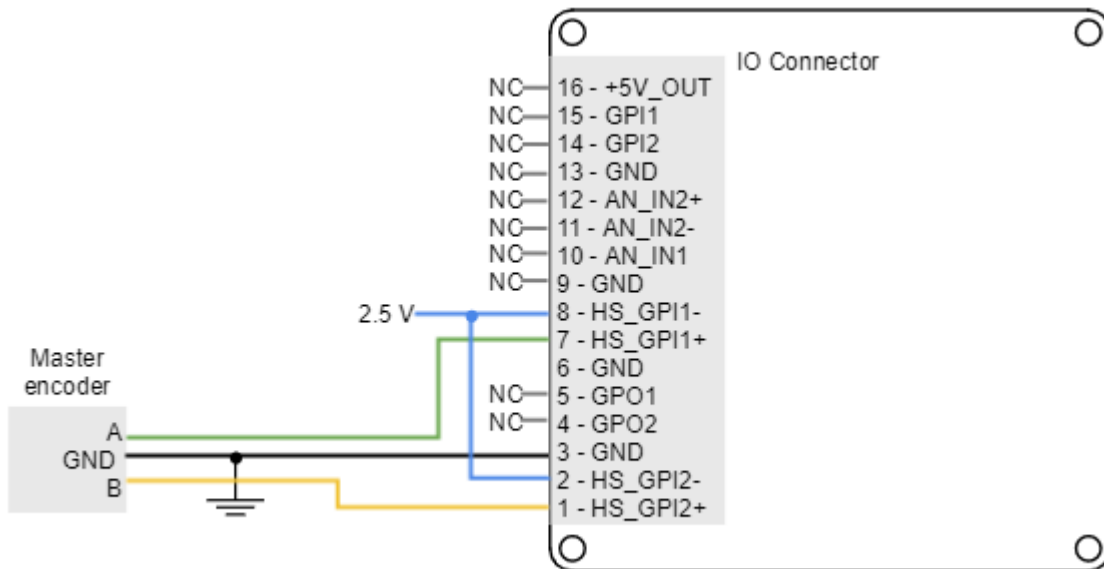 IO Connector
NC 16 - +5V_OUT
NC 15 - GPI1
NC 14 - GPI2
NC 13 - GND
NC 12 - AN_IN2+
NC 11 - AN_IN2-
NC 10 - AN_IN1
NC 9 - GND
2.5 V 8 - HS_GPI1-
7 - HS_GPI1+
6 - GND
NC 5 - GPO1
NC 4 - GPO2
3 - GND
2 - HS_GPI2-
1 - HS_GPI2+
Master
encoder
A
GND
B